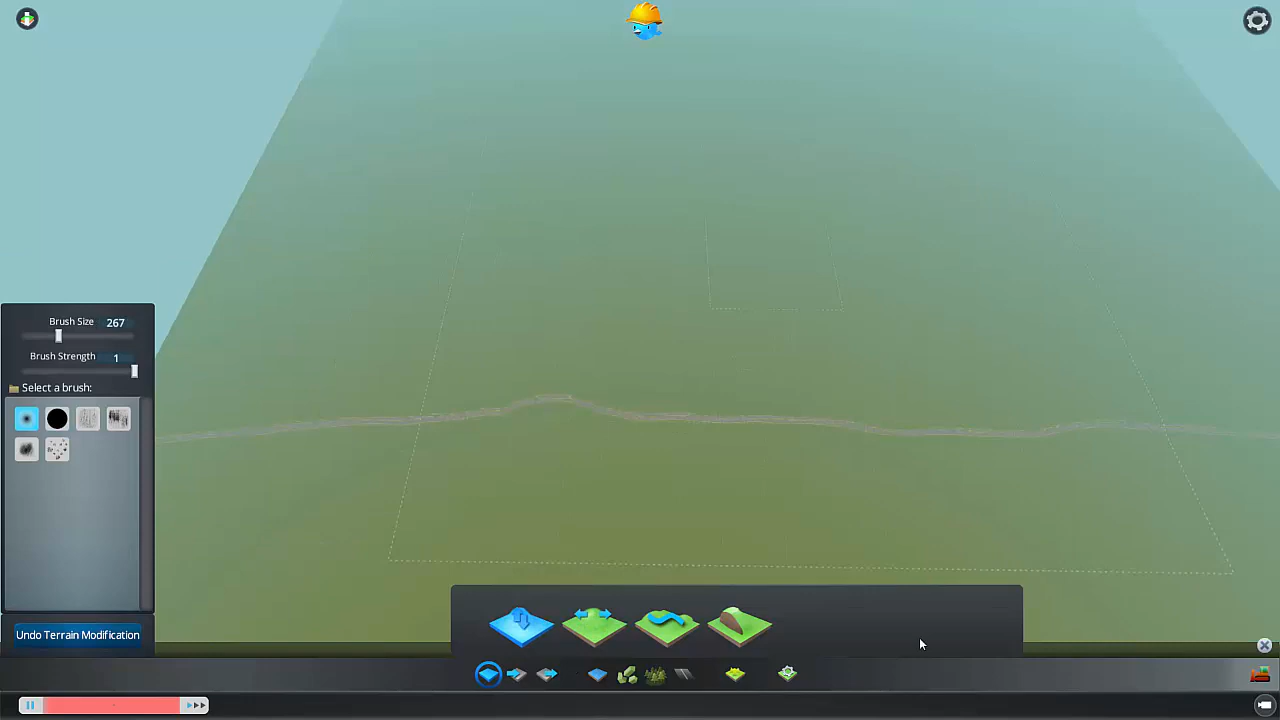 Brush Size 267
Brush Strength 1
Select a brush:
Undo Terrain Modification